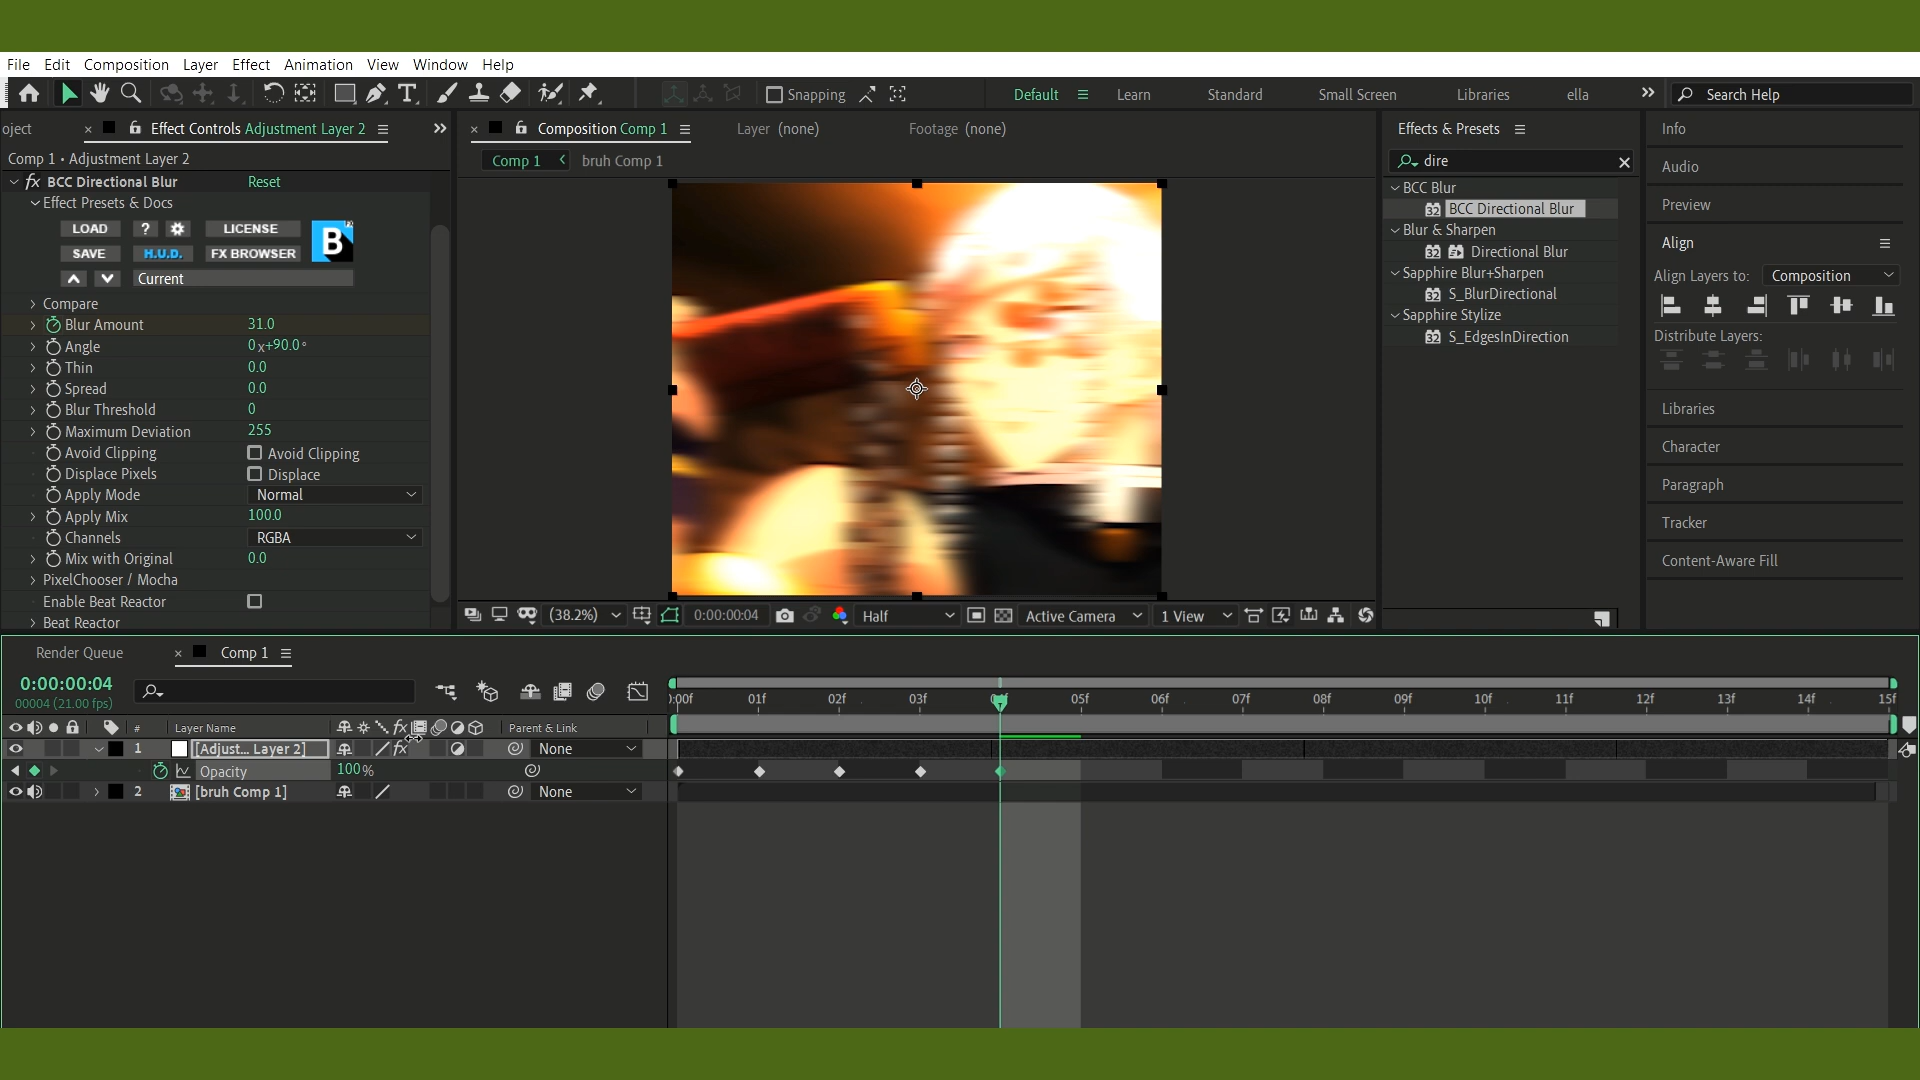 File Edit Composition Layer Effect Animation View Window Help
Snapping Default Learn Standard Small Screen Libraries ella Search Help
oject Effect Controls Adjustment Layer 2
Composition Comp 1 Layer (none) Footage (none)
Comp 1 • Adjustment Layer 2
Comp 1 bruh Comp 1
fx BCC Directional Blur Reset
Effect Presets & Docs
LOAD ? LICENSE
SAVE H.U.D. FX BROWSER
B
Current
Compare
Blur Amount 31.0
Angle 0x+90.0°
Thin 0.0
Spread 0.0
Blur Threshold 0
Maximum Deviation 255
Avoid Clipping Avoid Clipping
Displace Pixels Displace
Apply Mode Normal
Apply Mix 100.0
Channels RGBA
Mix with Original 0.0
PixelChooser / Mocha
Enable Beat Reactor
Beat Reactor
(38.2%) 0:00:00:04 Half Active Camera 1 View
Effects & Presets
dire
BCC Blur
32 BCC Directional Blur
Blur & Sharpen
32 Directional Blur
Sapphire Blur+Sharpen
32 S_BlurDirectional
Sapphire Stylize
32 S_EdgesInDirection
Info
Audio
Preview
Align
Align Layers to: Composition
Distribute Layers:
Libraries
Character
Paragraph
Tracker
Content-Aware Fill
Render Queue Comp 1
0:00:00:04
00004 (21.00 fps)
):00f 01f 02f 03f 05f 06f 07f 08f 09f 10f 11f 12f 13f 14f 15f
# Layer Name fx Parent & Link
1 [Adjust... Layer 2] fx None
Opacity 100%
2 [bruh Comp 1] None